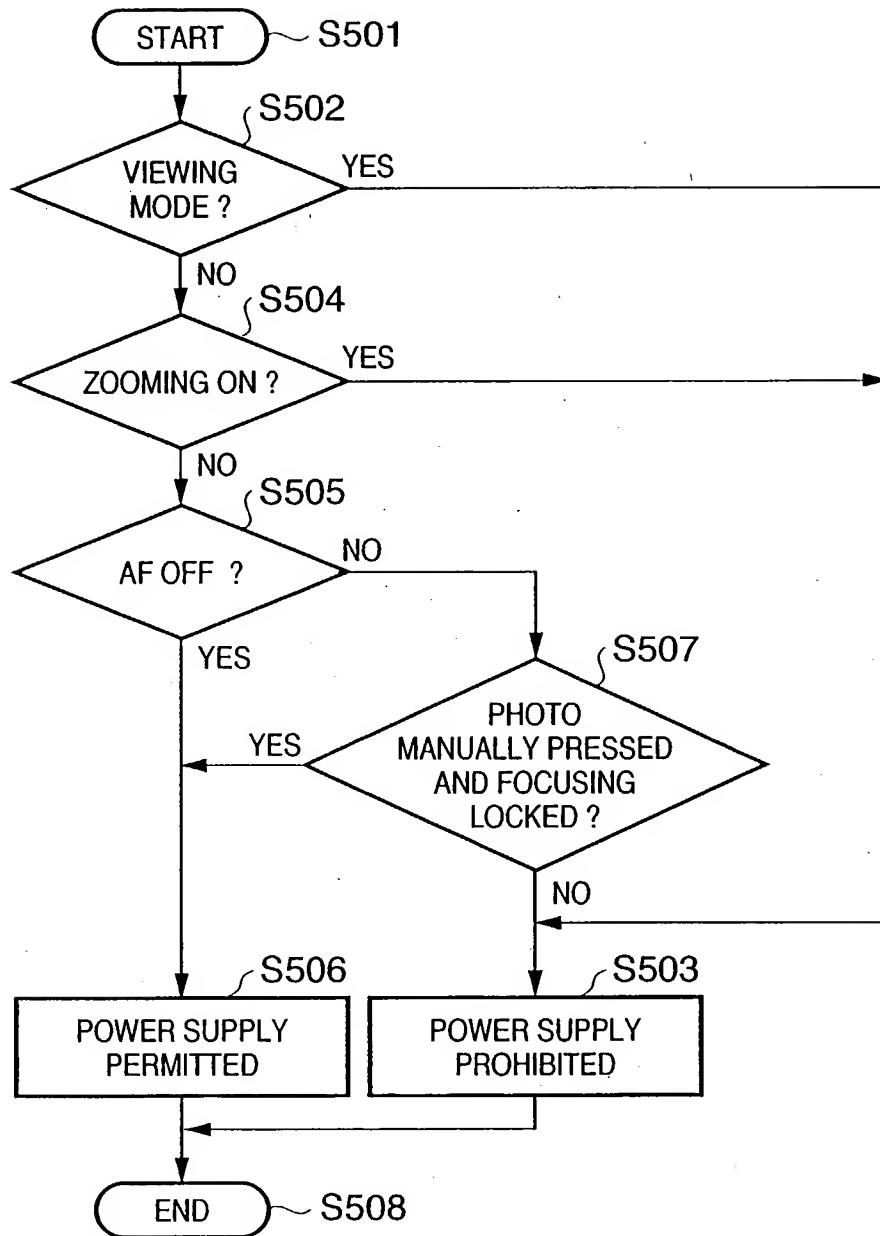 START
S501
S502
VIEWING
MODE ?
YES
NO
S504
ZOOMING ON ?
YES
NO
S505
AF OFF ?
NO
YES
S507
PHOTO
MANUALLY PRESSED
AND FOCUSING
LOCKED ?
YES
NO
S506
POWER SUPPLY
PERMITTED
S503
POWER SUPPLY
PROHIBITED
END
S508